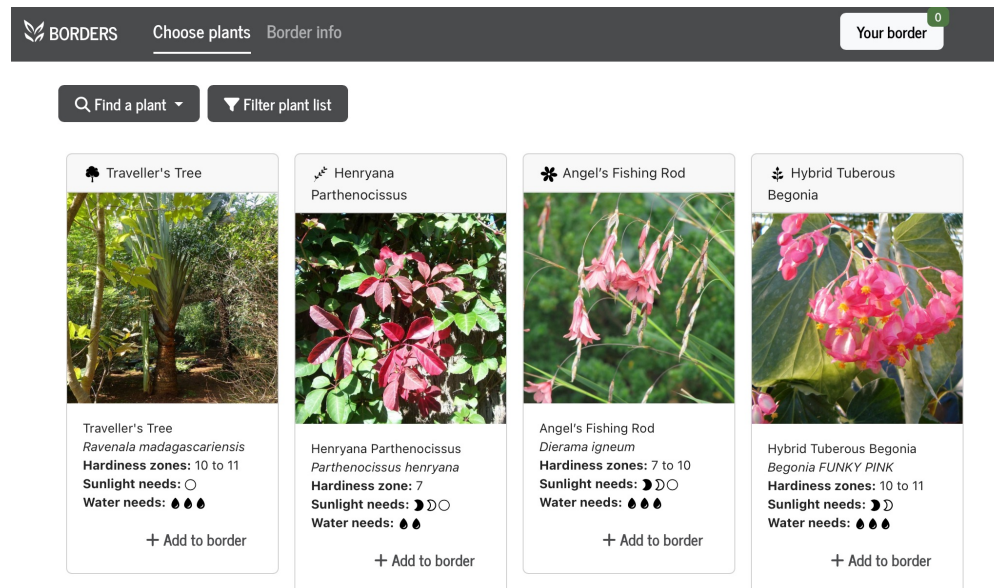 BORDERS
Choose plants
Border info
Your border
0
Find a plant
Filter plant list
Traveller's Tree
Traveller's Tree
Ravenala madagascariensis
Hardiness zones: 10 to 11
Sunlight needs:
Water needs:
+ Add to border
Henryana
Parthenocissus
Henryana Parthenocissus
Parthenocissus henryana
Hardiness zone: 7
Sunlight needs:
Water needs:
+ Add to border
Angel's Fishing Rod
Angel's Fishing Rod
Dierama igneum
Hardiness zones: 7 to 10
Sunlight needs:
Water needs:
+ Add to border
Hybrid Tuberous
Begonia
Hybrid Tuberous Begonia
Begonia FUNKY PINK
Hardiness zones: 10 to 11
Sunlight needs:
Water needs:
+ Add to border